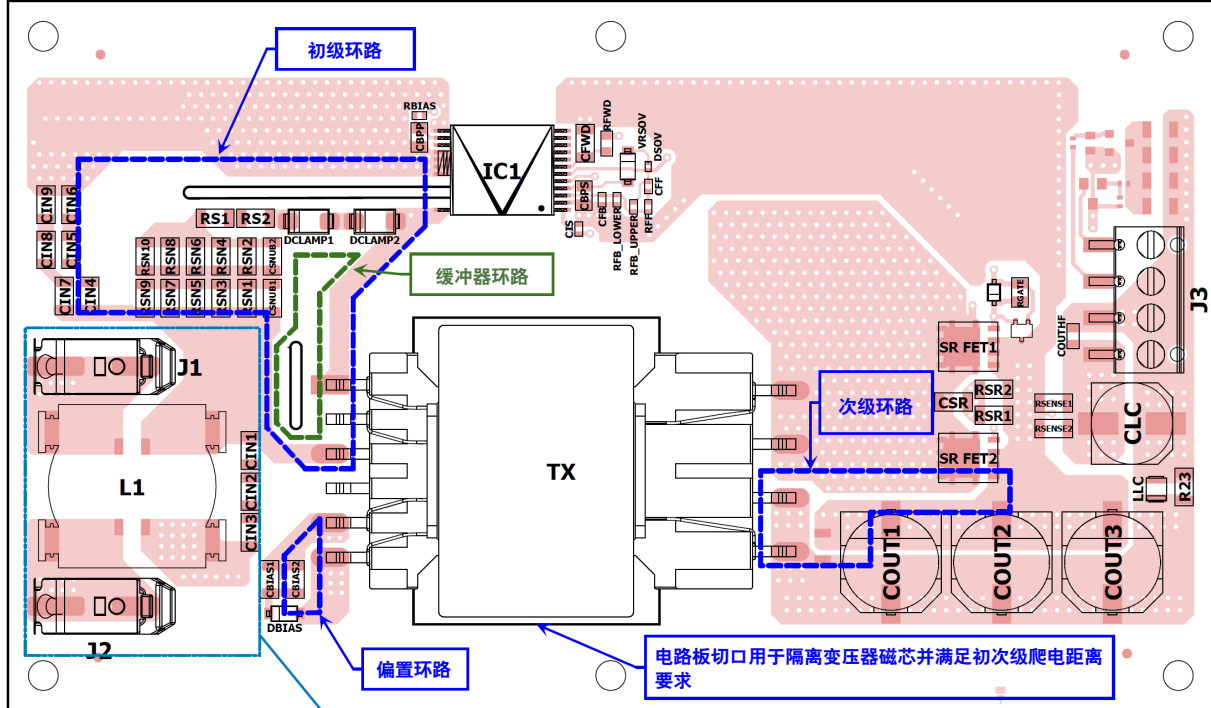 初级环路
RBIAS
CBPP
IC1
CFWD
RFWD
VRSOV
DSOV
CBPS
CFF
CFB
RFB_LOWER
RFB_UPPER
RFF
CIS
CIN9
CIN6
CIN8
CIN5
CIN7
CIN4
RS1
RS2
DCLAMP1
DCLAMP2
RSN10
RSN8
RSN6
RSN4
RSN2
CSNUB2
RSN9
RSN7
RSN5
RSN3
RSN1
CSNUB1
缓冲器环路
J3
RGATE
COUTHF
SR FET1
J1
次级环路
CSR
RSR2
RSR1
RSENSE1
RSENSE2
CLC
SR FET2
L1
CIN1
CIN2
CIN3
TX
LLC
R23
COUT1
COUT2
COUT3
CBIAS1
CBIAS2
DBIAS
J2
偏置环路
电路板切口用于隔离变压器磁芯并满足初次级爬电距离
要求